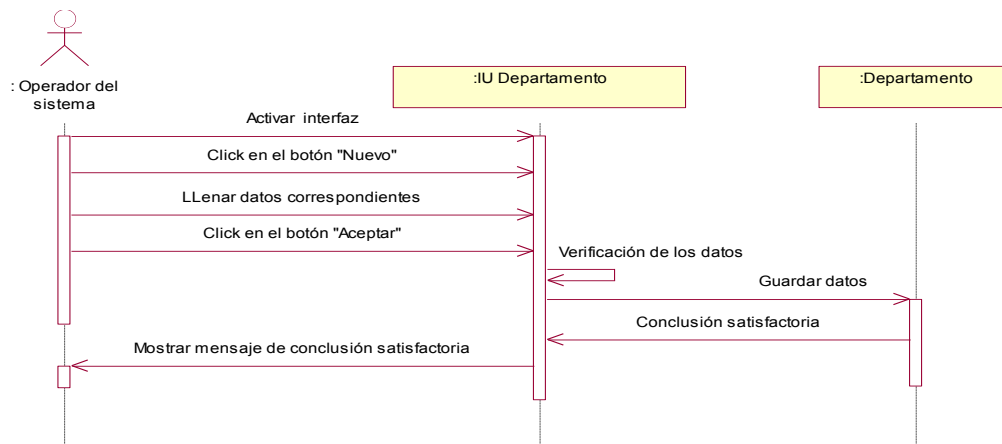 : Operador del
sistema
:IU Departamento
:Departamento
Activar interfaz
Click en el botón "Nuevo"
LLenar datos correspondientes
Click en el botón "Aceptar"
Verificación de los datos
Guardar datos
Conclusión satisfactoria
Mostrar mensaje de conclusión satisfactoria